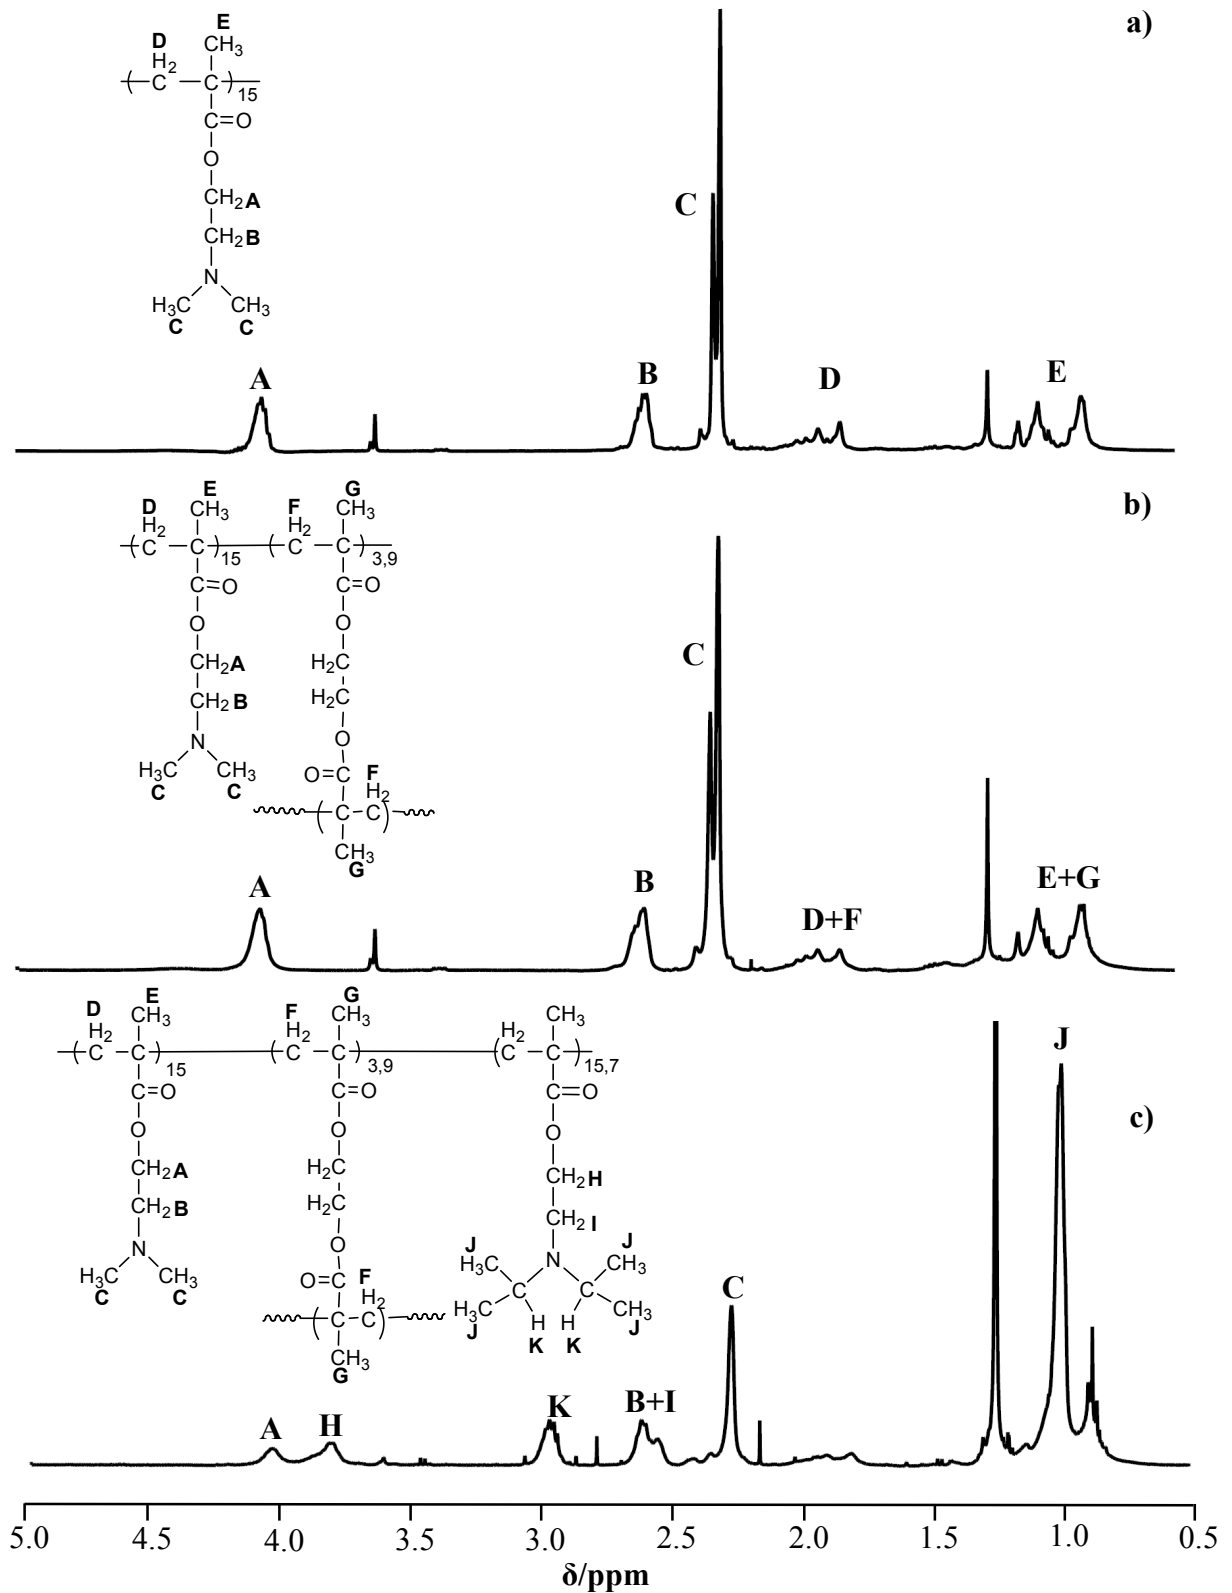 E
a)
D
CH3
H2
C
C
15
C=O
O
CH2A
CH2B
N
H3C
CH3
C
C
A
B
C
D
E
b)
D
E
F
G
H2
CH3
H2
CH3
C
C
15
C
C
3,9
C=O
C=O
O
O
CH2A
H2C
CH2B
H2C
N
O
H3C
CH3
C
C
O=C
F
H2
C
C
CH3
G
A
B
C
D+F
E+G
D
E
F
G
H2
CH3
H2
CH3
H2
CH3
C
C
15
C
C
3,9
C
C
15,7
C=O
C=O
C=O
O
O
O
CH2A
H2C
CH2H
CH2B
H2C
CH2I
N
O
N
H3C
CH3
C
C
O=C
F
H2
C
C
CH3
G
J
J
H3C
CH3
C
C
H3C
CH3
J
H
H
J
K
K
c)
A
H
K
B+I
C
J
5.0 4.5 4.0 3.5 3.0 2.5 2.0 1.5 1.0 0.5
δ/ppm